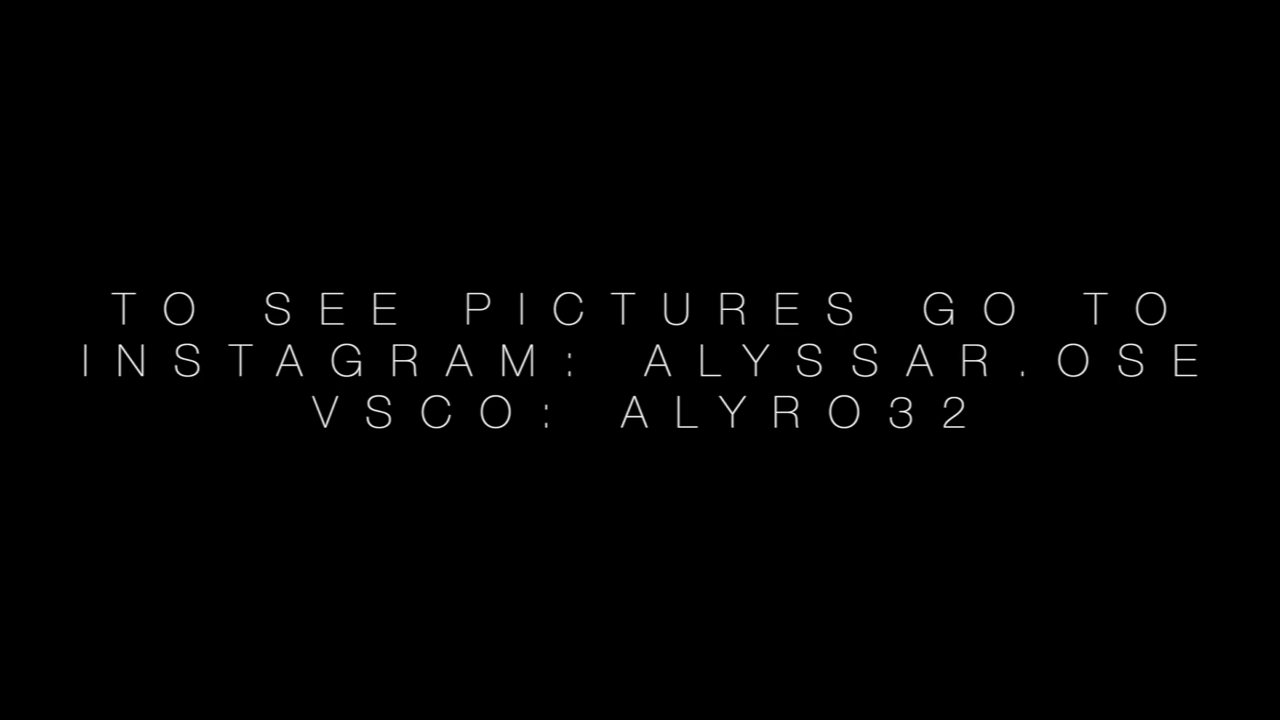 TO SEE PICTURES GO TO
INSTAGRAM: ALYSSAR.OSE
VSCO: ALYRO32